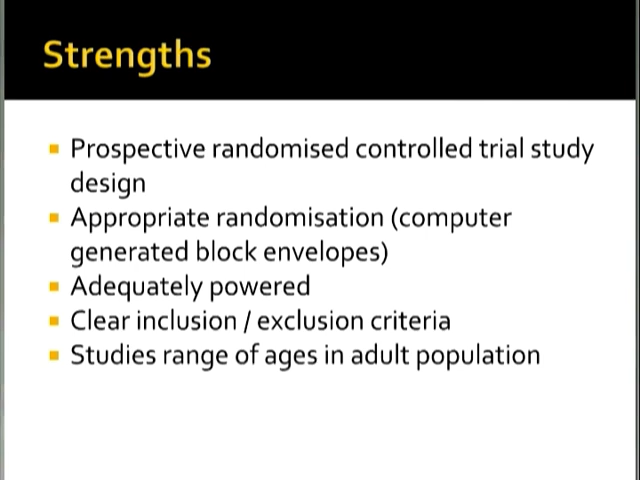 Strengths
Prospective randomised controlled trial study
design
Appropriate randomisation (computer
generated block envelopes)
Adequately powered
Clear inclusion / exclusion criteria
Studies range of ages in adult population